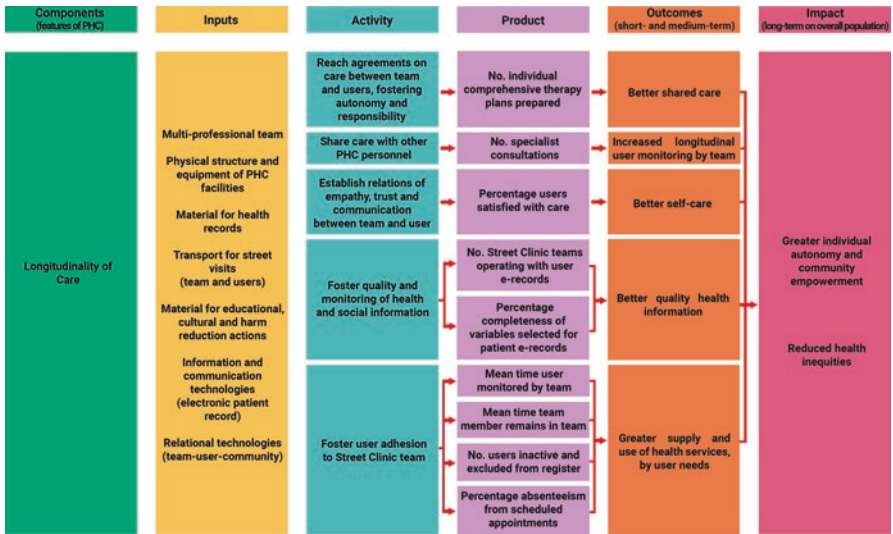 Components
(features of PHC)
Inputs
Activity
Product
Outcomes
(short- and medium-term)
Impact
(long-term on overall population)
Longitudinality of
Care
Multi-professional team
Physical structure and
equipment of PHC
facilities
Material for health
records
Transport for street
visits
(team and users)
Material for educational,
cultural and harm
reduction actions
Information and
communication
technologies
(electronic patient
record)
Relational technologies
(team-user-community)
Reach agreements on
care between team
and users, fostering
autonomy and
responsibility
No. individual
comprehensive therapy
plans prepared
Better shared care
Share care with other
PHC personnel
No. specialist
consultations
Increased longitudinal
user monitoring by team
Establish relations of
empathy, trust and
communication
between team and user
Percentage users
satisfied with care
Better self-care
Foster quality and
monitoring of health
and social information
No. Street Clinic teams
operating with user
e-records
Percentage
completeness of
variables selected for
patient e-records
Better quality health
information
Foster user adhesion
to Street Clinic team
Mean time user
monitored by team
Mean time team
member remains in team
No. users inactive and
excluded from register
Percentage absenteeism
from scheduled
appointments
Greater supply and
use of health services,
by user needs
Greater individual
autonomy and
community
empowerment
Reduced health
inequities